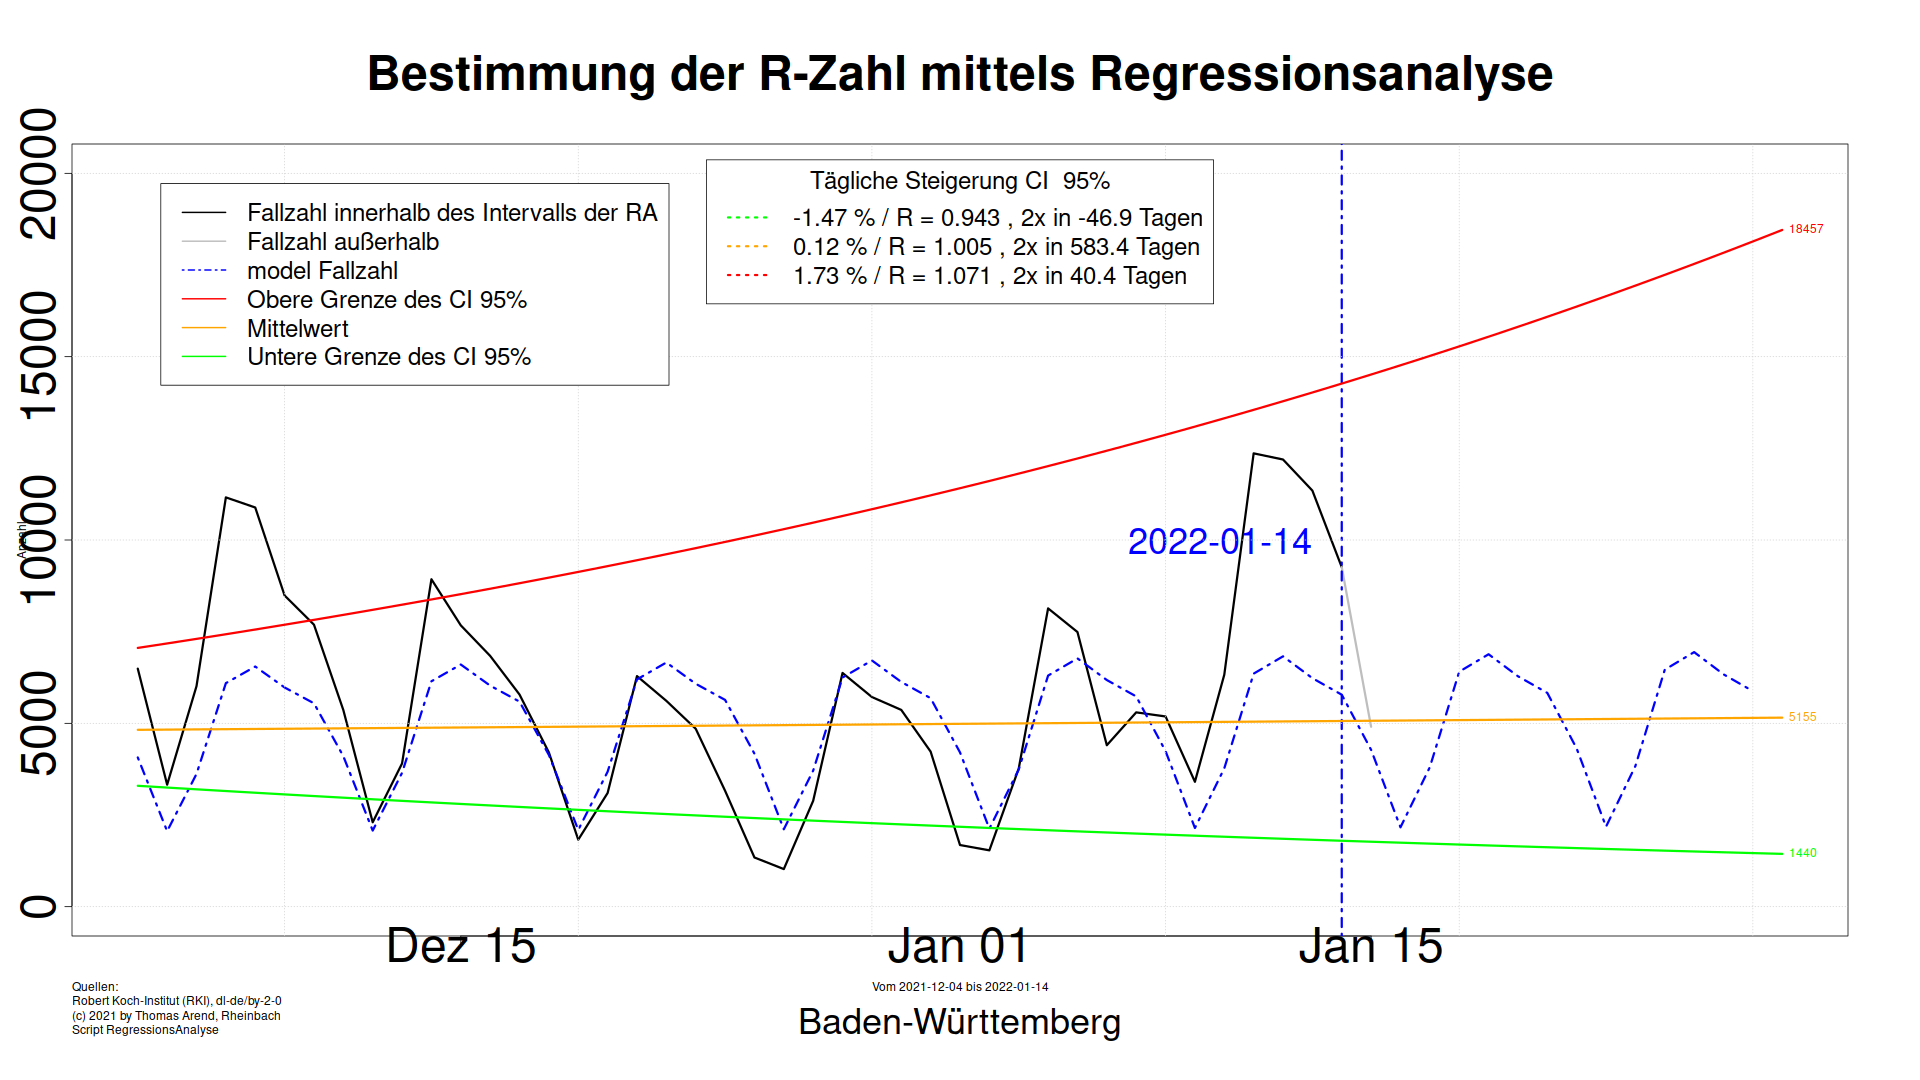 Bestimmung der R-Zahl mittels Regressionsanalyse
20000
15000
10000
5000
0
Anzahl
Fallzahl innerhalb des Intervalls der RA
Fallzahl außerhalb
model Fallzahl
Obere Grenze des CI 95%
Mittelwert
Untere Grenze des CI 95%
Tägliche Steigerung CI  95%
-1.47 % / R = 0.943 , 2x in -46.9 Tagen
0.12 % / R = 1.005 , 2x in 583.4 Tagen
1.73 % / R = 1.071 , 2x in 40.4 Tagen
18457
2022-01-14
5155
1440
Dez 15
Jan 01
Jan 15
Quellen:
Robert Koch-Institut (RKI), dl-de/by-2-0
(c) 2021 by Thomas Arend, Rheinbach
Script RegressionsAnalyse
Vom 2021-12-04 bis 2022-01-14
Baden-Württemberg